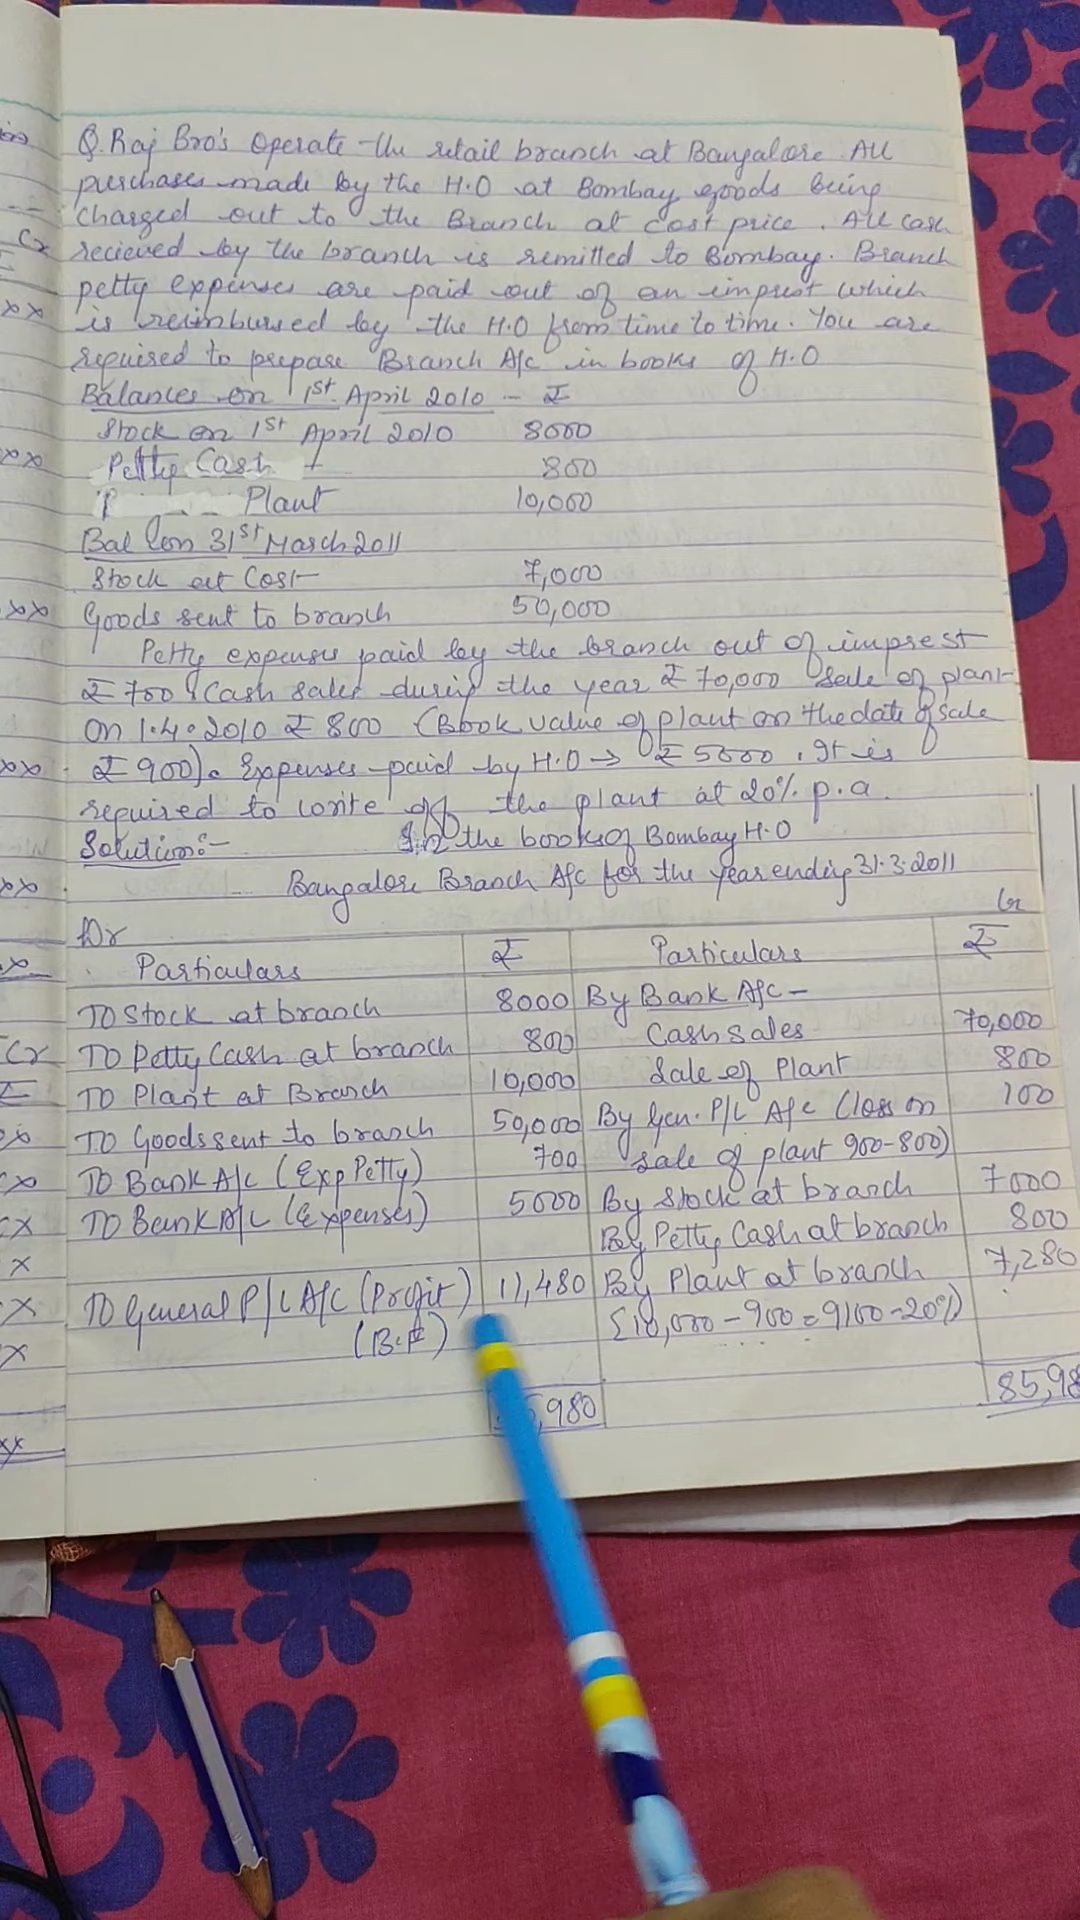 Q. Raj Bro's Operate the retail branch at Bangalore. All
purchases made by the H.O at Bombay goods being
charged out to the Branch at cost price. All cash
recieved by the branch is remitted to Bombay. Branch
petty expenses are paid out of an imprest which
is reimbursed by the H.O from time to time. You are
required to prepare Branch A/c in books of H.O
Balances on 1st April 2010 - ₹
Stock on 1st April 2010 8000
Petty Cash 800
Plant 10,000
Bal on 31st March 2011
Stock at Cost 7,000
Goods sent to branch 50,000
Petty expenses paid by the branch out of imprest
₹ 700. Cash sales during the year ₹ 70,000 Sale of plant
on 1.4.2010 ₹ 800 (Book value of plant on the date of sale
₹ 900). Expenses paid by H.O → ₹ 5000. It is
required to write off the plant at 20% p.a.
Solution:- In the books of Bombay H.O
Bangalore Branch A/c for the year ending 31.3.2011
Dr Cr
Particulars ₹ Particulars ₹
To Stock at branch 8000 By Bank A/c -
To Petty Cash at branch 800 Cash sales 70,000
To Plant at Branch 10,000 Sale of Plant 800
To Goods sent to branch 50,000 By Gen. P/L A/c (loss on 100
To Bank A/c (Exp Petty) 700 sale of plant 900-800)
To Bank A/c (Expenses) 5000 By Stock at branch 7000
By Petty Cash at branch 800
To General P/L A/c (Profit) 11,480 By Plant at branch 7,280
(B.F) {10,000 - 900 = 9100 - 20%}
,980 85,98